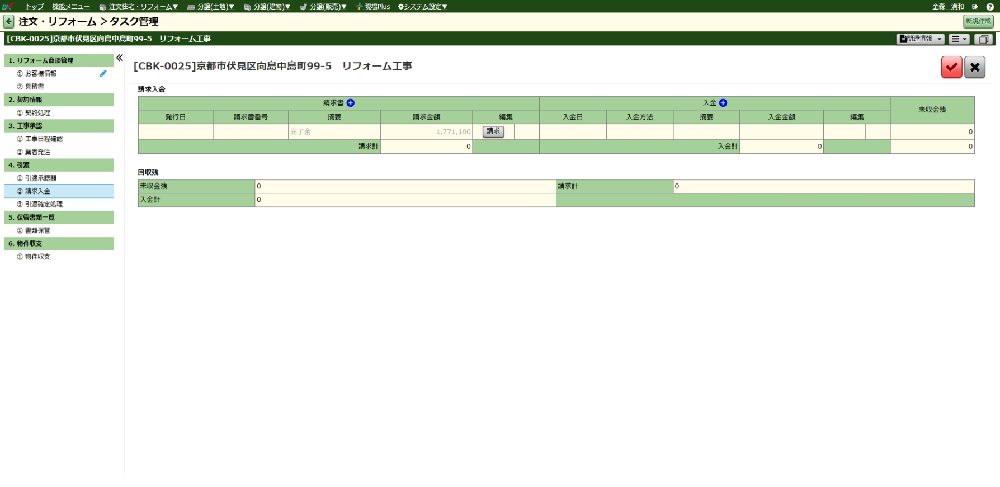 DX トップ 機能メニュー 注文住宅・リフォーム▼ 分譲(土地)▼ 分譲(建物)▼ 分譲(販売)▼ 現場Plus システム設定▼ 金森 満和
注文・リフォーム ＞タスク管理 新規作成
[CBK-0025]京都市伏見区向島中島町99-5 リフォーム工事 関連情報
1. リフォーム商談管理
① お客様情報
② 見積書
2. 契約情報
① 契約処理
3. 工事承認
① 工事日程確認
② 業者発注
4. 引渡
① 引渡承認願
② 請求入金
③ 引渡確定処理
5. 保管書類一覧
① 書類保管
6. 物件収支
① 物件収支
[CBK-0025]京都市伏見区向島中島町99-5 リフォーム工事
請求入金
請求書 入金 未収金残
発行日 請求書番号 摘要 請求金額 編集 入金日 入金方法 摘要 入金金額 編集
完了金 1,771,100 請求 0
請求計 0 入金計 0 0
回収残
未収金残 0 請求計 0
入金計 0